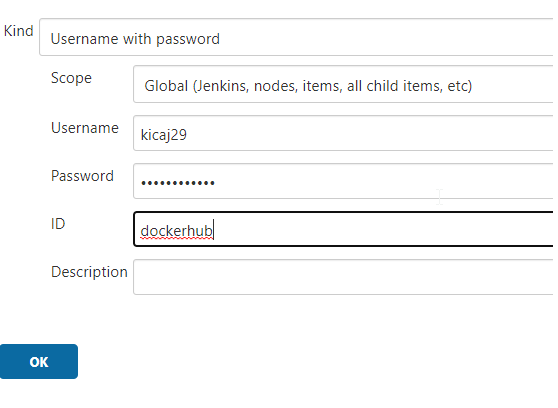 Kind Username with password
Scope Global (Jenkins, nodes, items, all child items, etc)
Username kicaj29
Password ••••••••••••
ID dockerhub
Description
OK